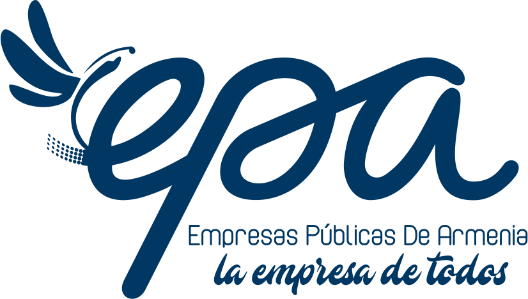 epa
Empresas Públicas De Armenia
la empresa de todos